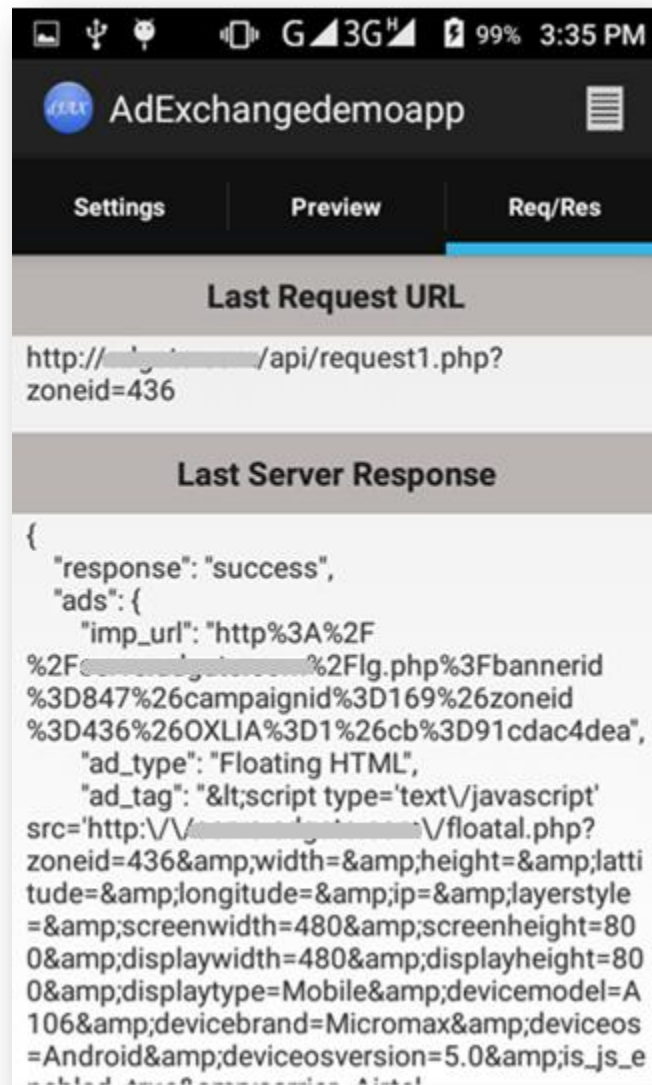 G 3G H 99% 3:35 PM
AdExchangedemoapp
Settings Preview Req/Res
Last Request URL
http:// /api/request1.php?
zoneid=436
Last Server Response
{
"response": "success",
"ads": {
"imp_url": "http%3A%2F
%2F %2Flg.php%3Fbannerid
%3D847%26campaignid%3D169%26zoneid
%3D436%26OXLIA%3D1%26cb%3D91cdac4dea",
"ad_type": "Floating HTML",
"ad_tag": "&lt;script type='text\/javascript'
src='http:\/\/ \/floatal.php?
zoneid=436&amp;width=&amp;height=&amp;latti
tude=&amp;longitude=&amp;ip=&amp;layerstyle
=&amp;screenwidth=480&amp;screenheight=80
0&amp;displaywidth=480&amp;displayheight=80
0&amp;displaytype=Mobile&amp;devicemodel=A
106&amp;devicebrand=Micromax&amp;deviceos
=Android&amp;deviceosversion=5.0&amp;is_js_e